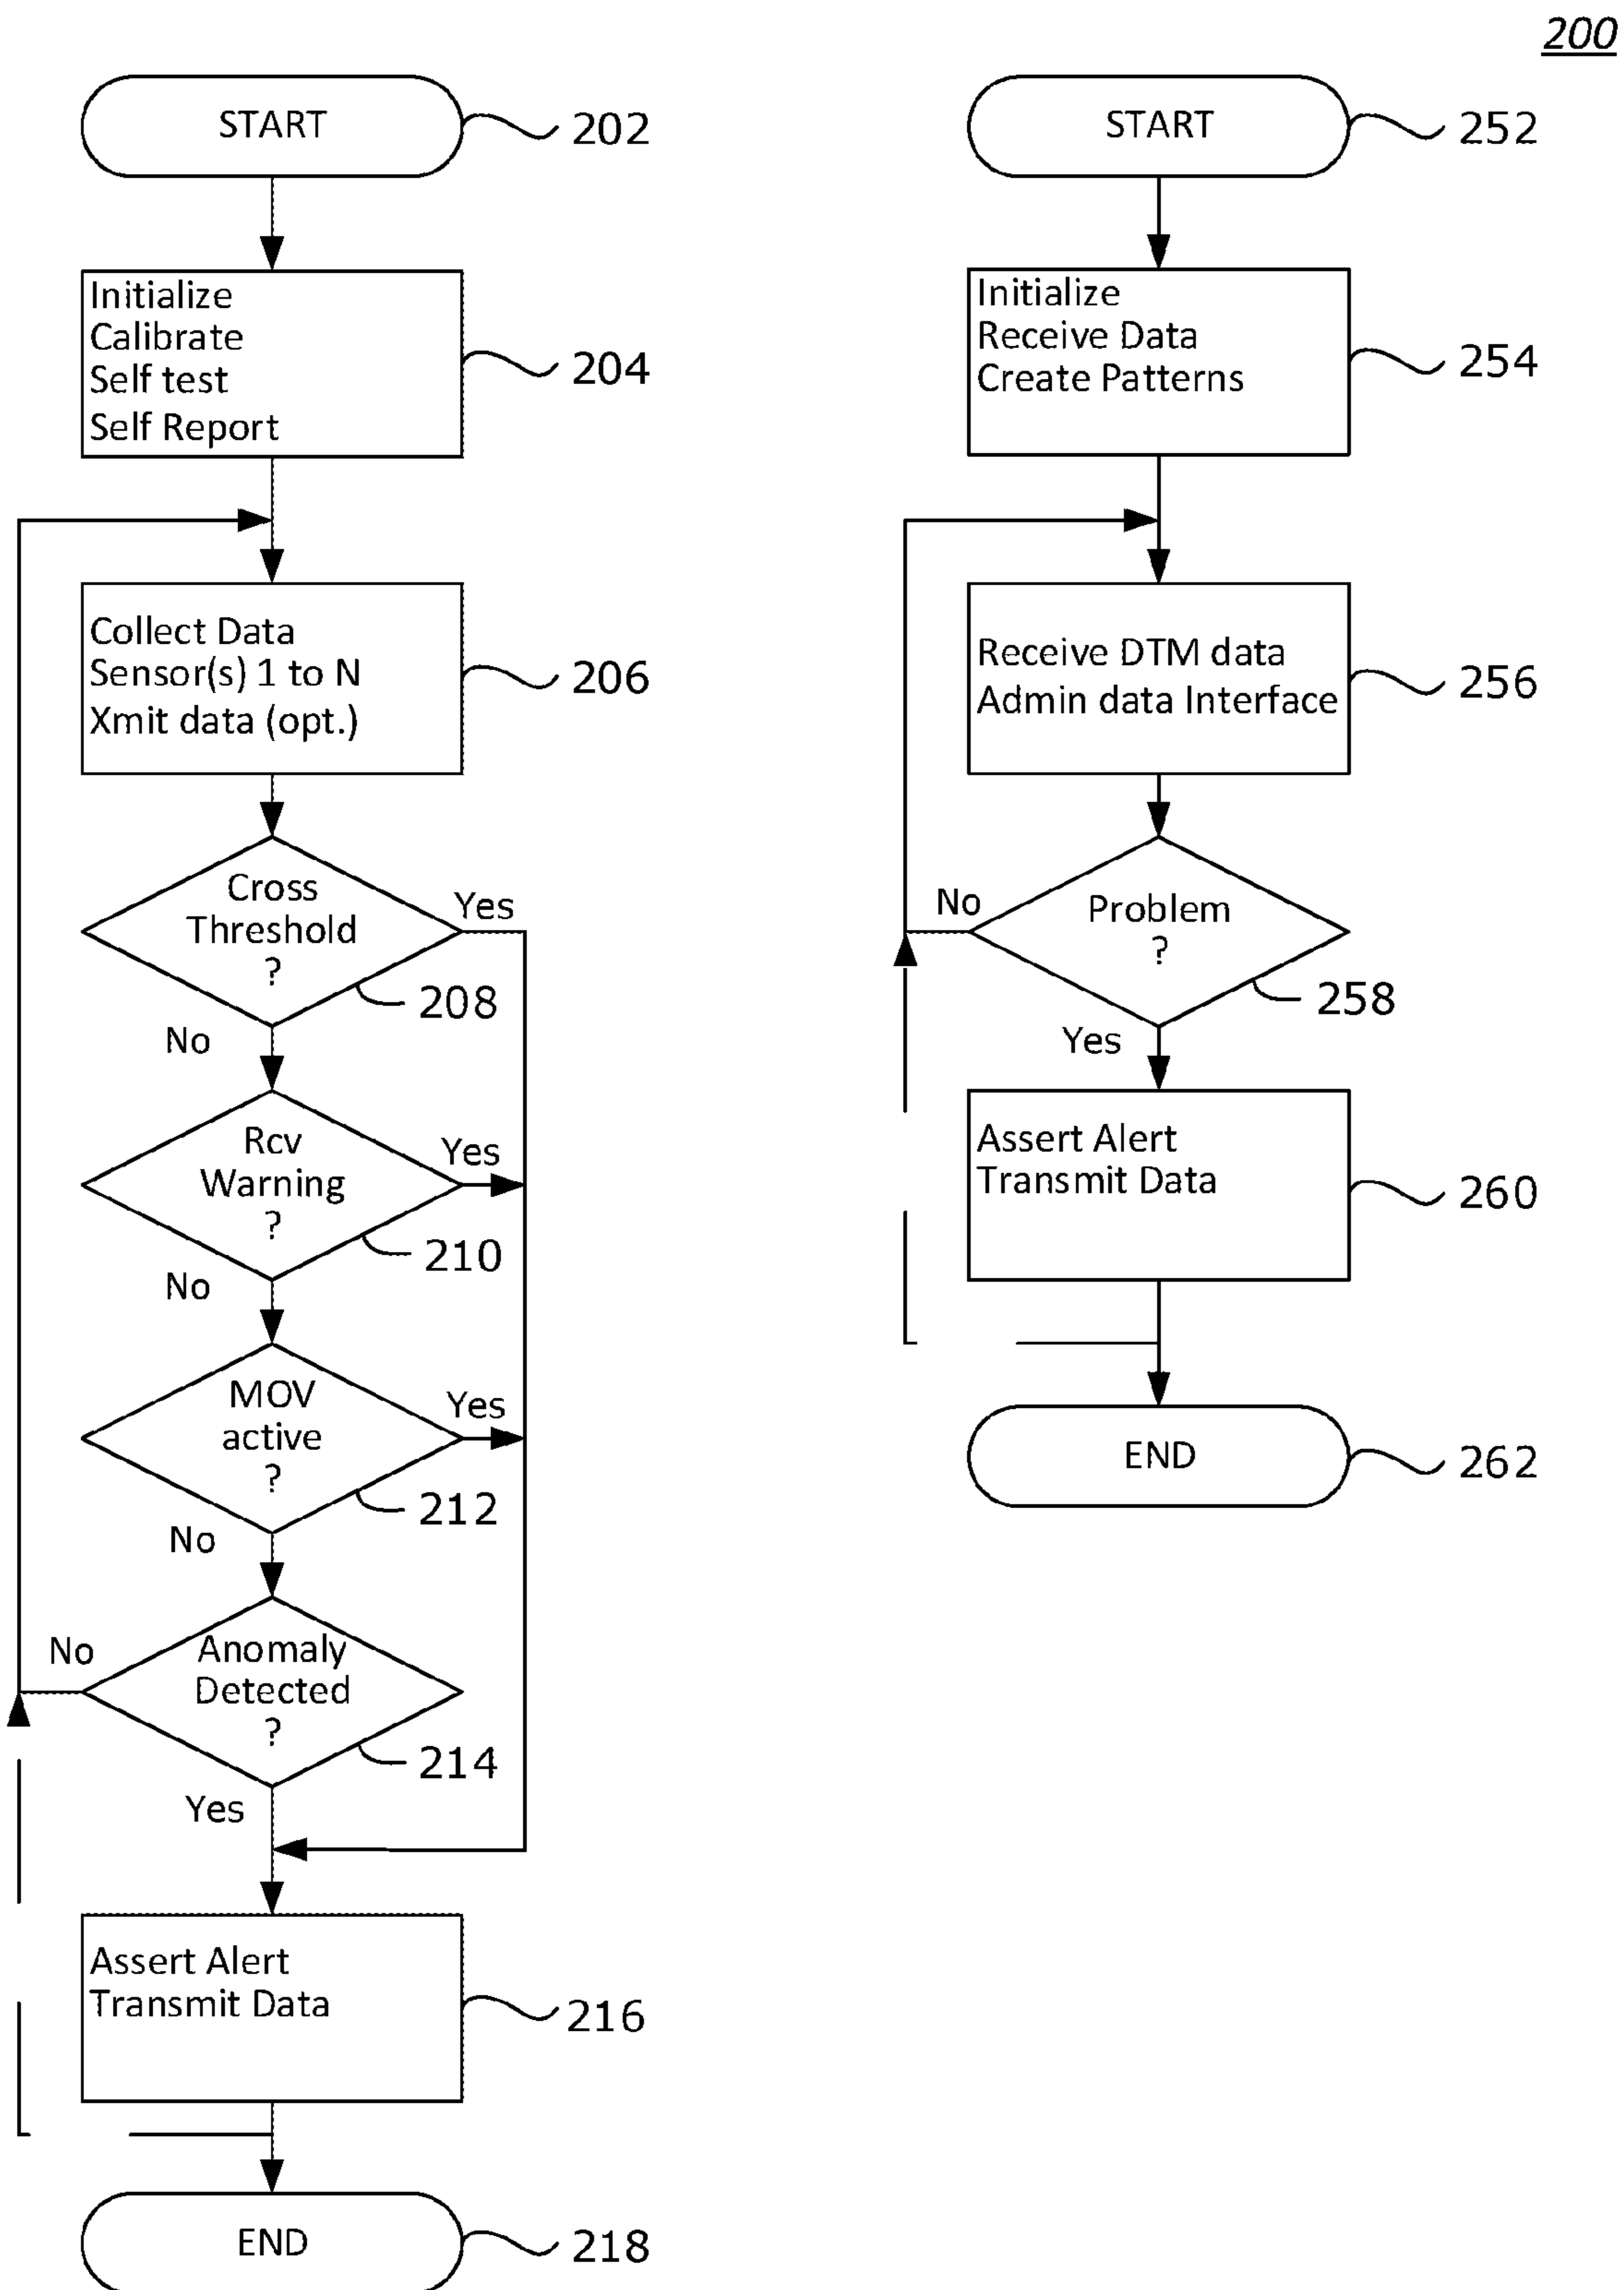 200
START
202
Initialize
Calibrate
Self test
Self Report
204
Collect Data
Sensor(s) 1 to N
Xmit data (opt.)
206
Cross
Threshold
?
Yes
208
No
Rcv
Warning
?
Yes
210
No
MOV
active
?
Yes
212
No
Anomaly
Detected
?
No
214
Yes
Assert Alert
Transmit Data
216
END
218
START
252
Initialize
Receive Data
Create Patterns
254
Receive DTM data
Admin data Interface
256
No
Problem
?
258
Yes
Assert Alert
Transmit Data
260
END
262